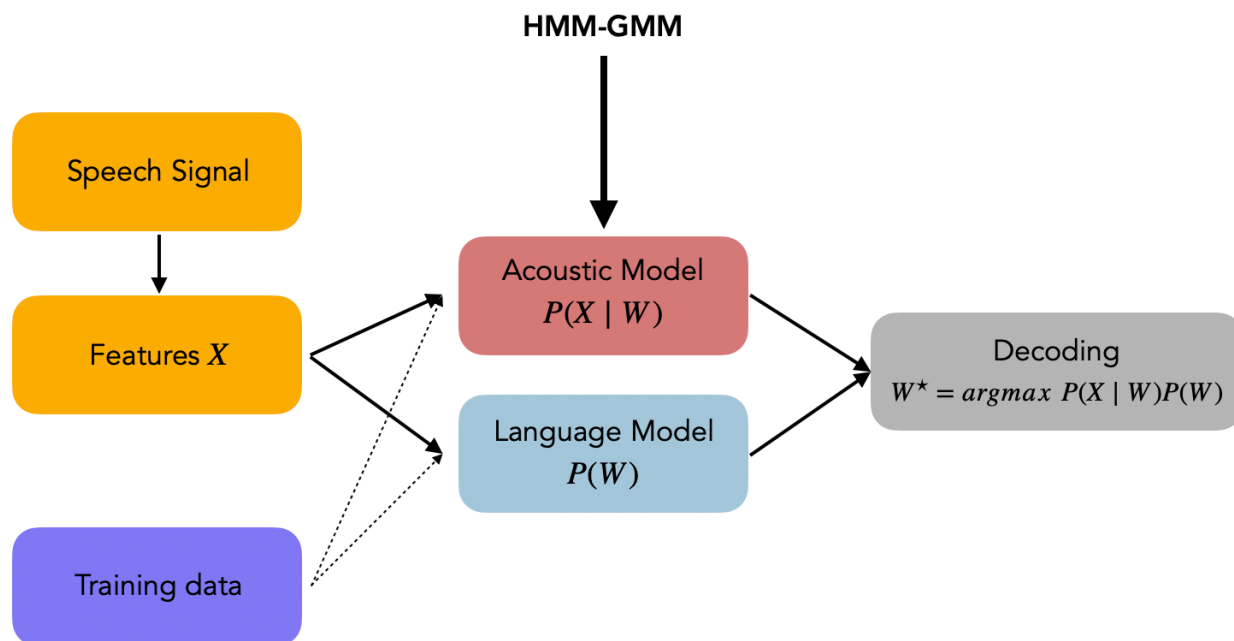 HMM-GMM
Speech Signal
Features X
Training data
Acoustic Model
P(X | W)
Language Model
P(W)
Decoding
W⋆ = argmax P(X | W)P(W)